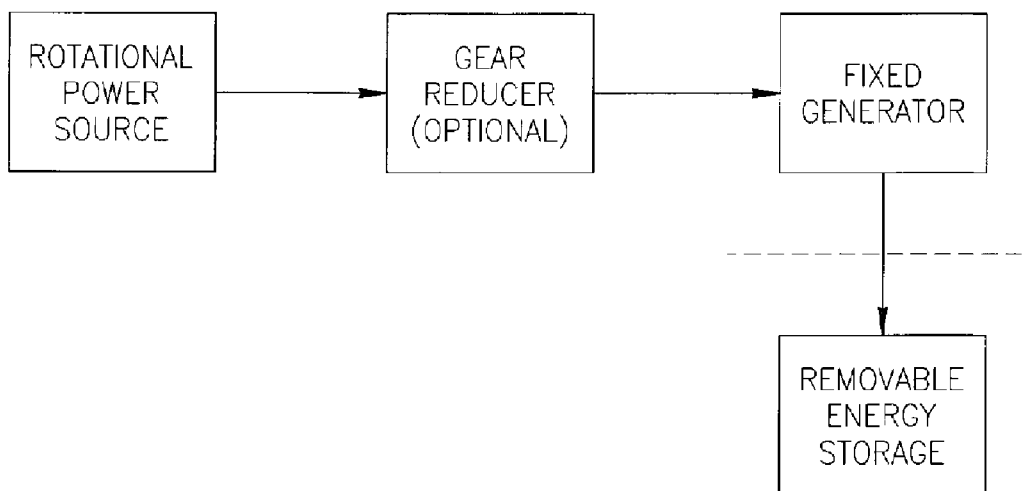 ROTATIONAL
POWER
SOURCE
GEAR
REDUCER
(OPTIONAL)
FIXED
GENERATOR
REMOVABLE
ENERGY
STORAGE